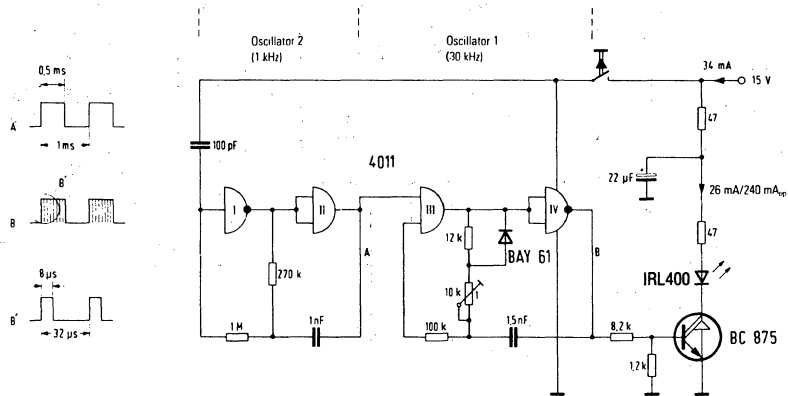 Oscillator 2
(1 kHz)
Oscillator 1
(30 kHz)
34 mA
15 V
0,5 ms
A
1 ms
100 pF
4011
47
22 µF
+
26 mA/240 mApp
B'
B
I
II
III
IV
12 k
BAY 61
A
B
47
270 k
10 k
1
IRL400
8 µs
B'
32 µs
1 M
1 nF
100 k
1,5 nF
8,2 k
1,2 k
BC 875